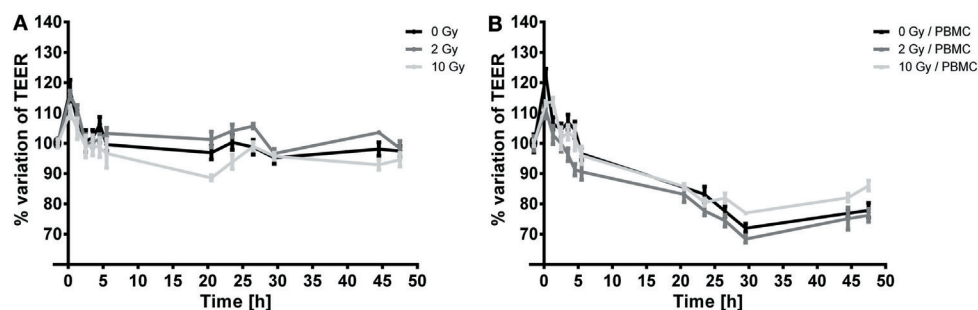 A
140
130
120
110
100
90
80
70
% variation of TEER
0 5 10 15 20 25 30 35 40 45 50
Time [h]
0 Gy
2 Gy
10 Gy
B
140
130
120
110
100
90
80
70
% variation of TEER
0 5 10 15 20 25 30 35 40 45 50
Time [h]
0 Gy / PBMC
2 Gy / PBMC
10 Gy / PBMC